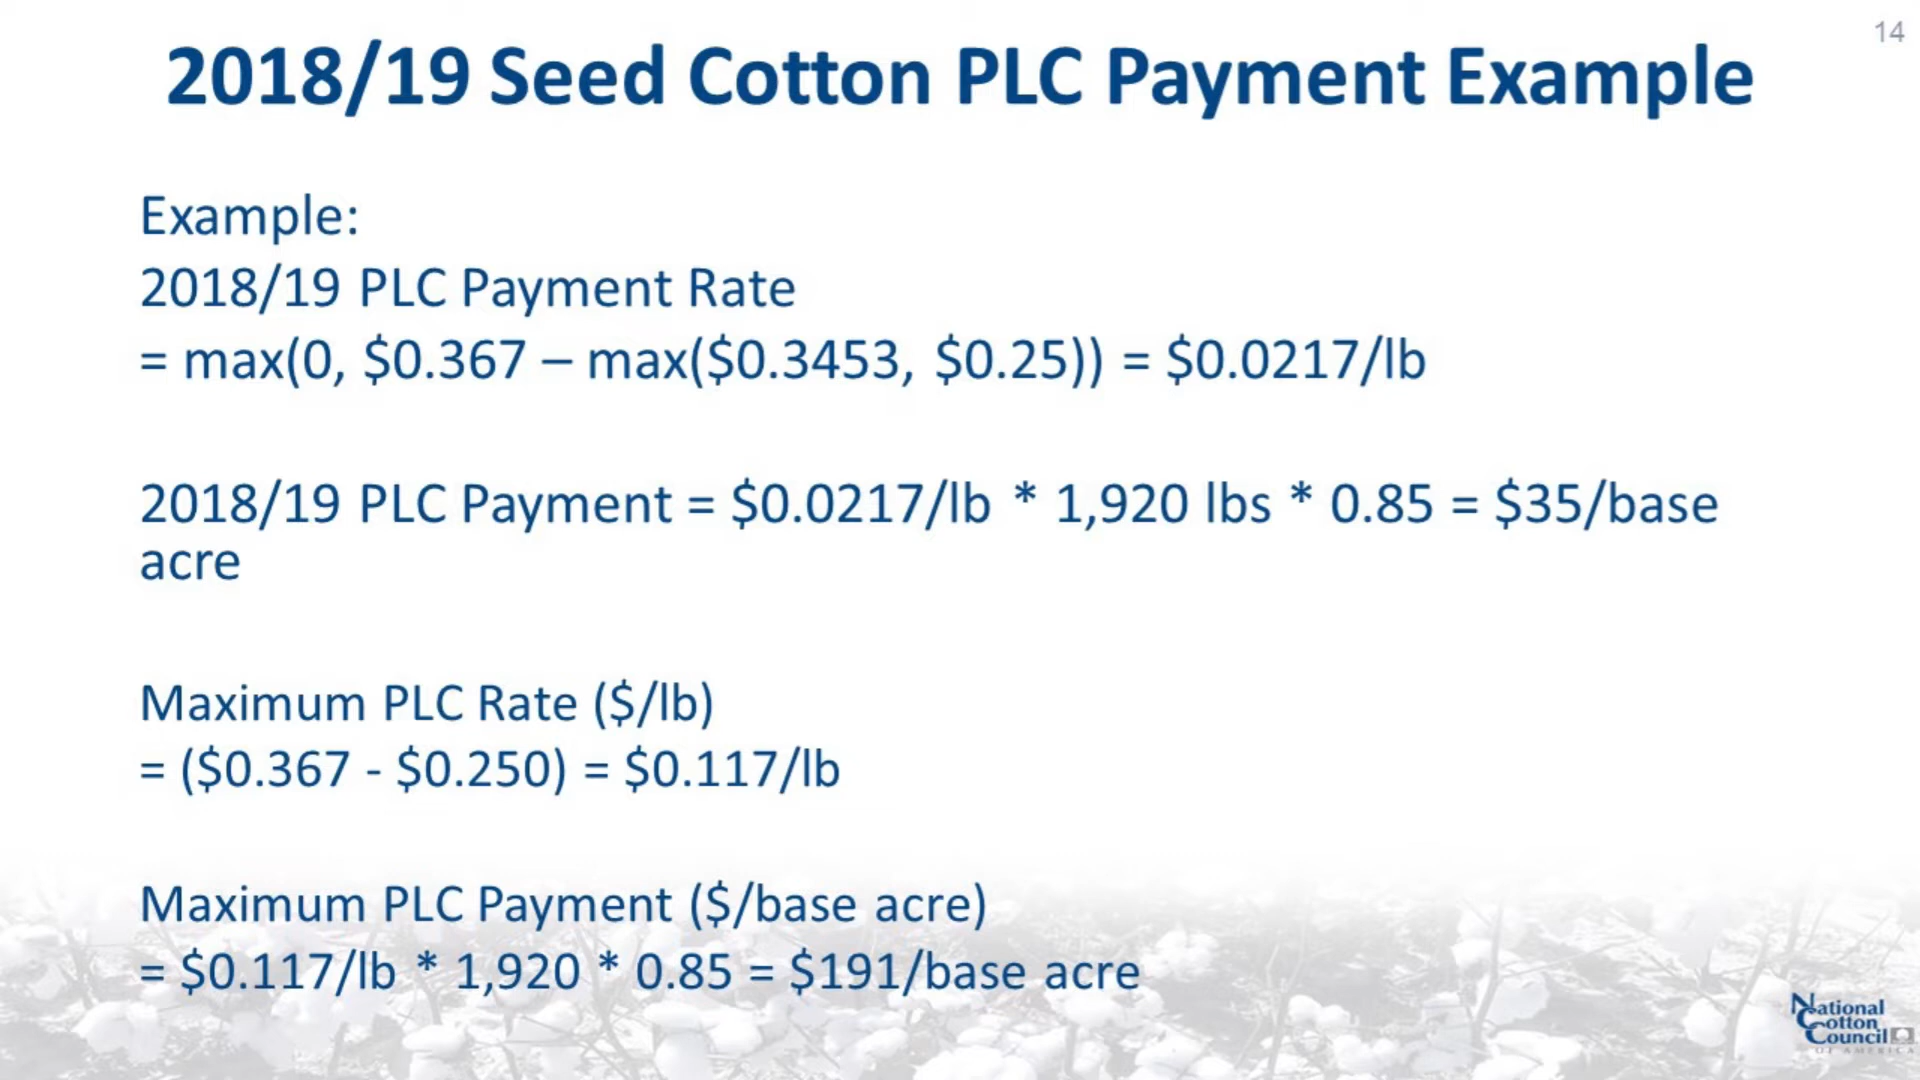 14
2018/19 Seed Cotton PLC Payment Example
Example:
2018/19 PLC Payment Rate
= max(0, $0.367 – max($0.3453, $0.25)) = $0.0217/lb
2018/19 PLC Payment = $0.0217/lb * 1,920 lbs * 0.85 = $35/base
acre
Maximum PLC Rate ($/lb)
= ($0.367 - $0.250) = $0.117/lb
Maximum PLC Payment ($/base acre)
= $0.117/lb * 1,920 * 0.85 = $191/base acre
National
Cotton
Council
OF AMERICA